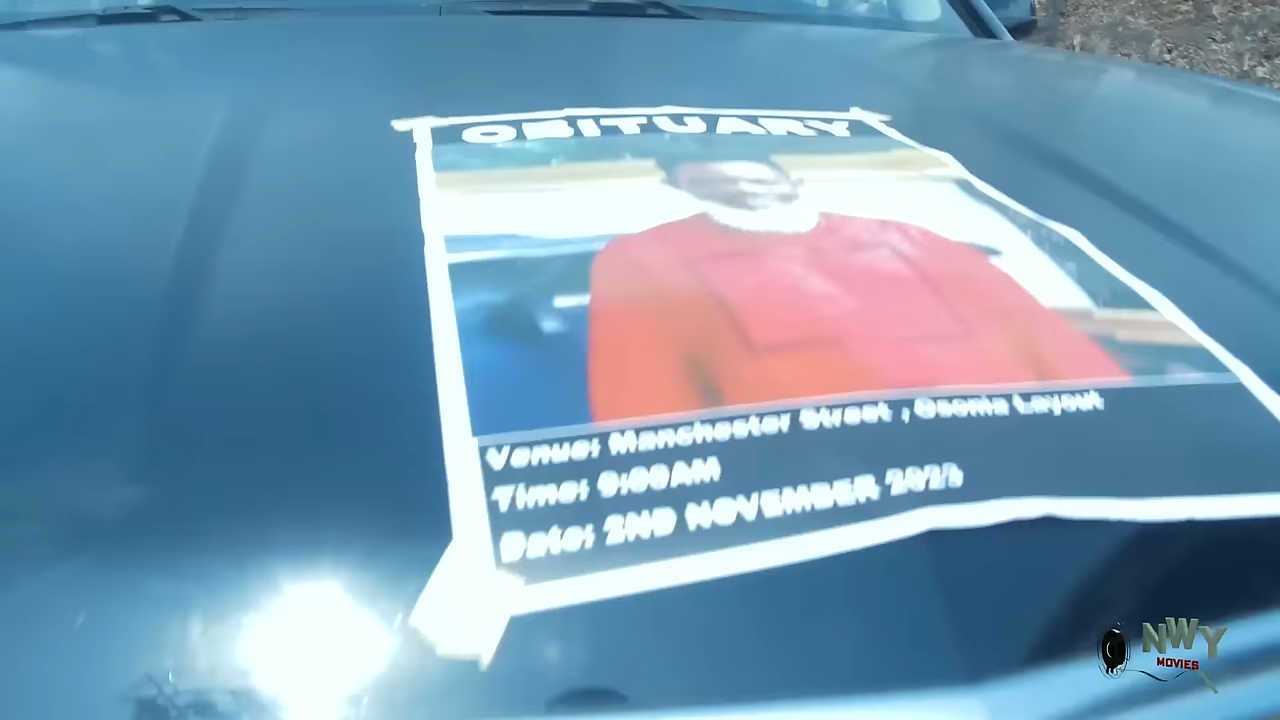 OBITUARY
Venue: Manchester Street , Osoma Layout
Time: 9:00AM
Date: 2ND NOVEMBER
NWY
MOVIES